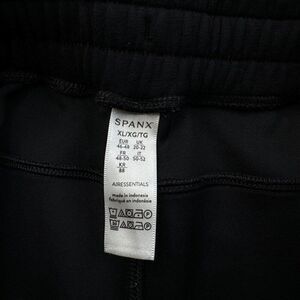 SPANX
XL/XG/TG
EUR UK
46-48 20-22
FR IT
48-50 50-52
KR
88
AIRESSENTIALS
made in indonesia
fabriqué en indonésie